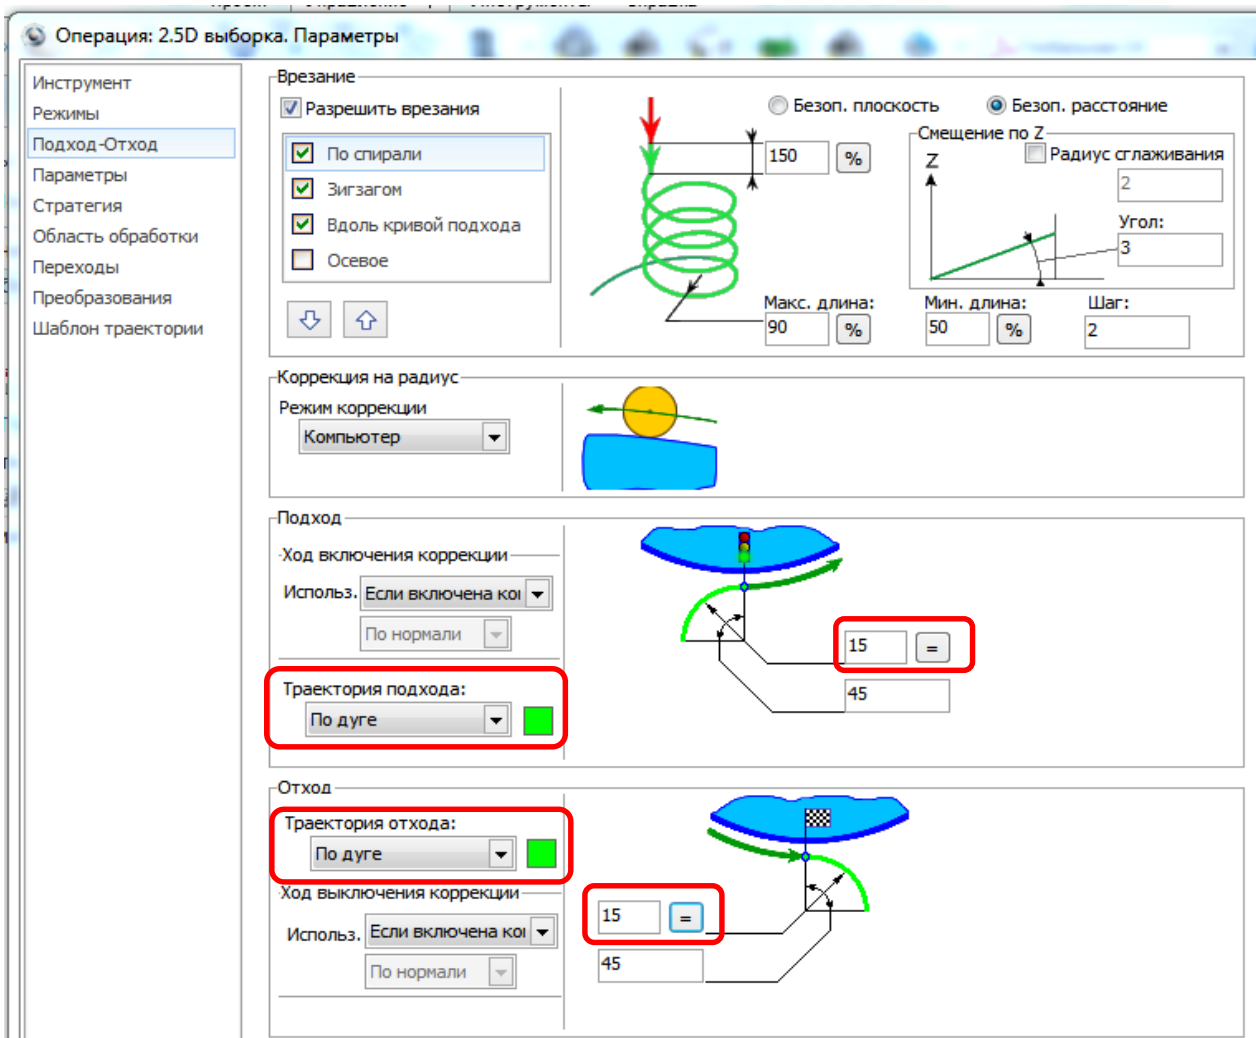 Операция: 2.5D выборка. Параметры
Инструмент
Режимы
Подход-Отход
Параметры
Стратегия
Область обработки
Переходы
Преобразования
Шаблон траектории
Врезание
Разрешить врезания
По спирали
Зигзагом
Вдоль кривой подхода
Осевое
Безоп. плоскость
Безоп. расстояние
150 %
Смещение по Z
Z
Радиус сглаживания
2
Угол:
3
Макс. длина:
90 %
Мин. длина:
50 %
Шаг:
2
Коррекция на радиус
Режим коррекции
Компьютер
Подход
Ход включения коррекции
Использ. Если включена ко
По нормали
Траектория подхода:
По дуге
15 =
45
Отход
Траектория отхода:
По дуге
Ход выключения коррекции
Использ. Если включена ко
По нормали
15 =
45